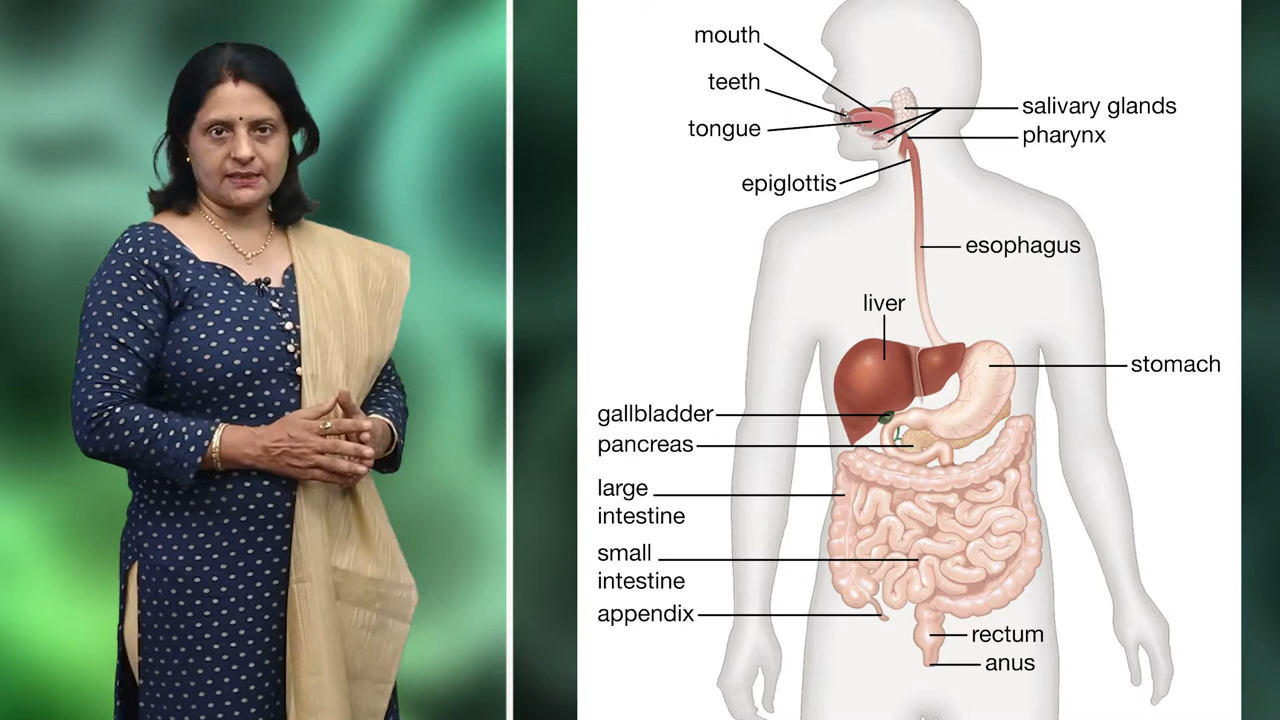 mouth
teeth
tongue
salivary glands
pharynx
epiglottis
esophagus
liver
stomach
gallbladder
pancreas
large
intestine
small
intestine
appendix
rectum
anus